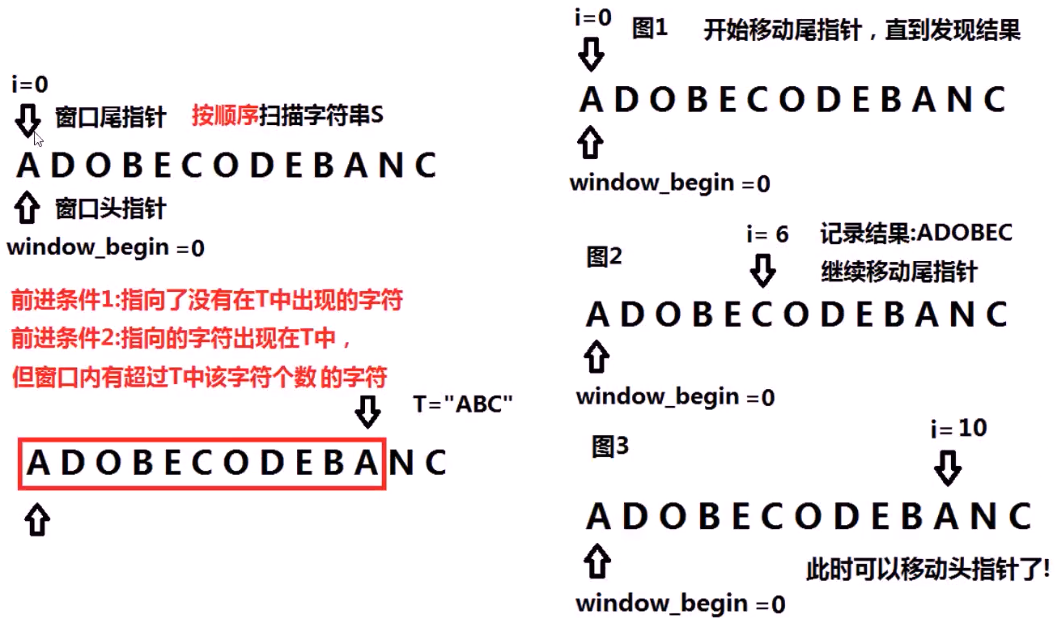 i=0
窗口尾指针 按顺序扫描字符串S
A D O B E C O D E B A N C
窗口头指针
window_begin =0
前进条件1:指向了没有在T中出现的字符
前进条件2:指向的字符出现在T中，
但窗口内有超过T中该字符个数的字符
T="ABC"
A D O B E C O D E B A N C
i=0
图1 开始移动尾指针，直到发现结果
A D O B E C O D E B A N C
window_begin =0
图2
i= 6 记录结果:ADOBEC
继续移动尾指针
A D O B E C O D E B A N C
window_begin =0
图3
i= 10
A D O B E C O D E B A N C
此时可以移动头指针了!
window_begin =0